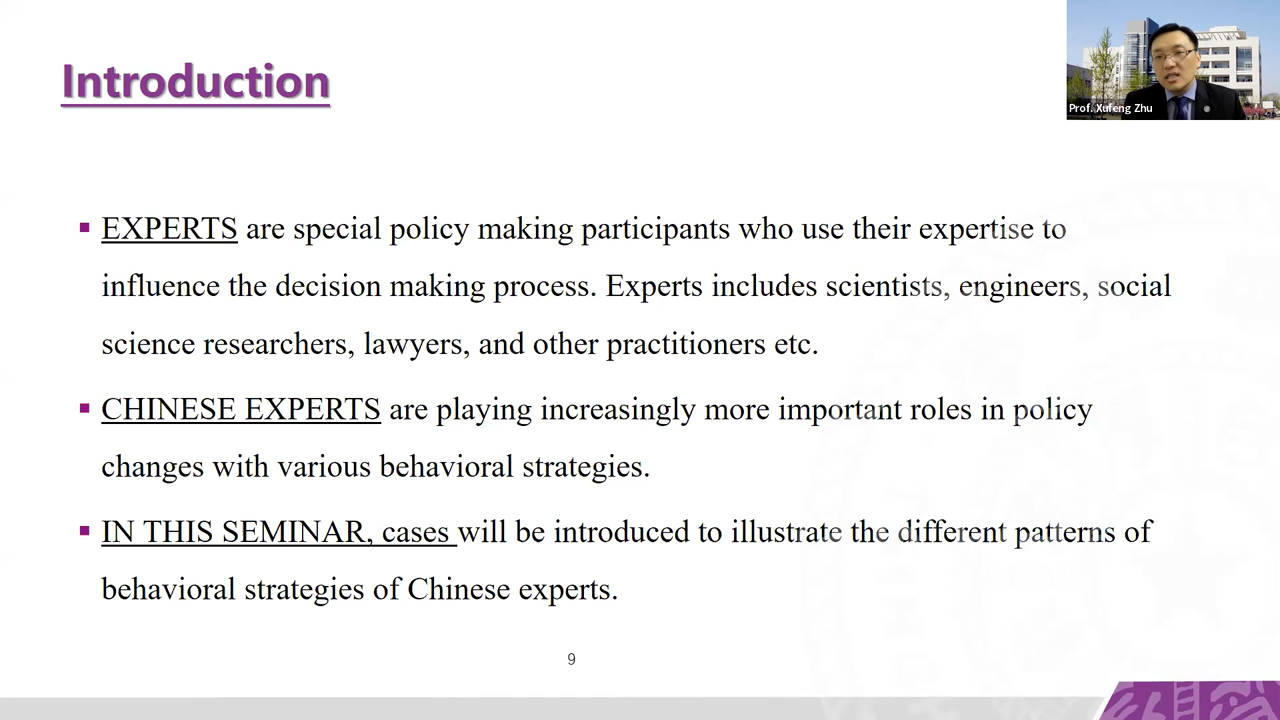 Introduction
Prof. Xufeng Zhu
EXPERTS are special policy making participants who use their expertise to
influence the decision making process. Experts includes scientists, engineers, social
science researchers, lawyers, and other practitioners etc.
CHINESE EXPERTS are playing increasingly more important roles in policy
changes with various behavioral strategies.
IN THIS SEMINAR, cases will be introduced to illustrate the different patterns of
behavioral strategies of Chinese experts.
9